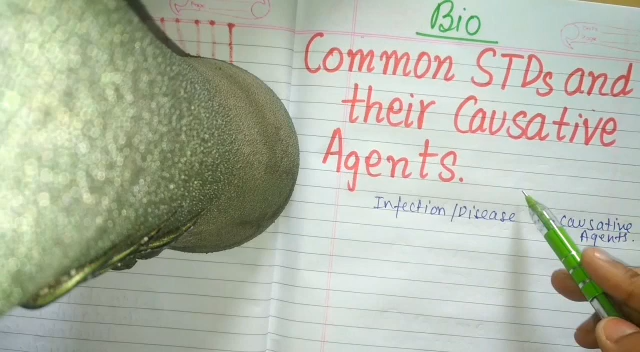 Bio
Common STDs and
their Causative
Agents.
Infection/Disease
Causative
Agents.